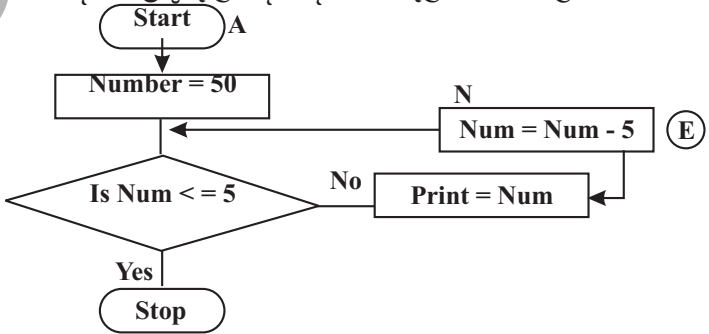 Start
A
Number = 50
N
Num = Num - 5
E
Is Num < = 5
No
Print = Num
Yes
Stop